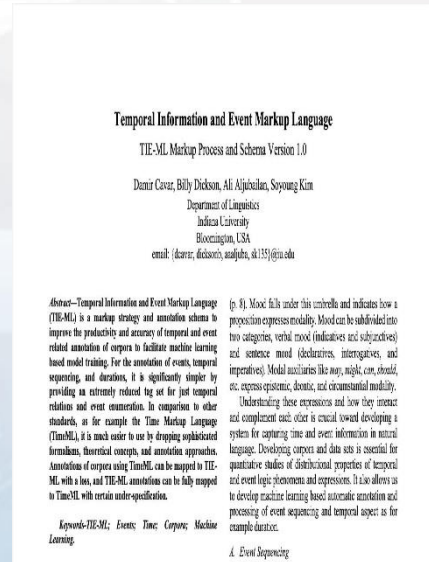 Temporal Information and Event Markup Language
TIE-ML Markup Process and Schema Version 1.0
Damir Cavar, Billy Dickson, Ali Aljubailan, Soyoung Kim
Department of Linguistics
Indiana University
Bloomington, USA
email: {dcavar, dicksonb, aaljuba, sk135}@iu.edu
Abstract—Temporal Information and Event Markup Language
(TIE-ML) is a markup strategy and annotation schema to
improve the productivity and accuracy of temporal and event
related annotation of corpora to facilitate machine learning
based model training. For the annotation of events, temporal
sequencing, and durations, it is significantly simpler by
providing an extremely reduced tag set for just temporal
relations and event enumeration. In comparison to other
standards, as for example the Time Markup Language
(TimeML), it is much easier to use by dropping sophisticated
formalisms, theoretical concepts, and annotation approaches.
Annotations of corpora using TimeML can be mapped to TIE-
ML with a loss, and TIE-ML annotations can be fully mapped
to TimeML with certain under-specification.
Keywords-TIE-ML; Events; Time; Corpora; Machine
Learning.
(p. 8). Mood falls under this umbrella and indicates how a
proposition expresses modality. Mood can be subdivided into
two categories, verbal mood (indicatives and subjunctives)
and sentence mood (declaratives, interrogatives, and
imperatives). Modal auxiliaries like may, might, can, should,
etc. express epistemic, deontic, and circumstantial modality.
Understanding these expressions and how they interact
and complement each other is crucial toward developing a
system for capturing time and event information in natural
language. Developing corpora and data sets is essential for
quantitative studies of distributional properties of temporal
and event logic phenomena and expressions. It also allows us
to develop machine learning based automatic annotation and
processing of event sequencing and temporal aspect as for
example duration.
A. Event Sequencing